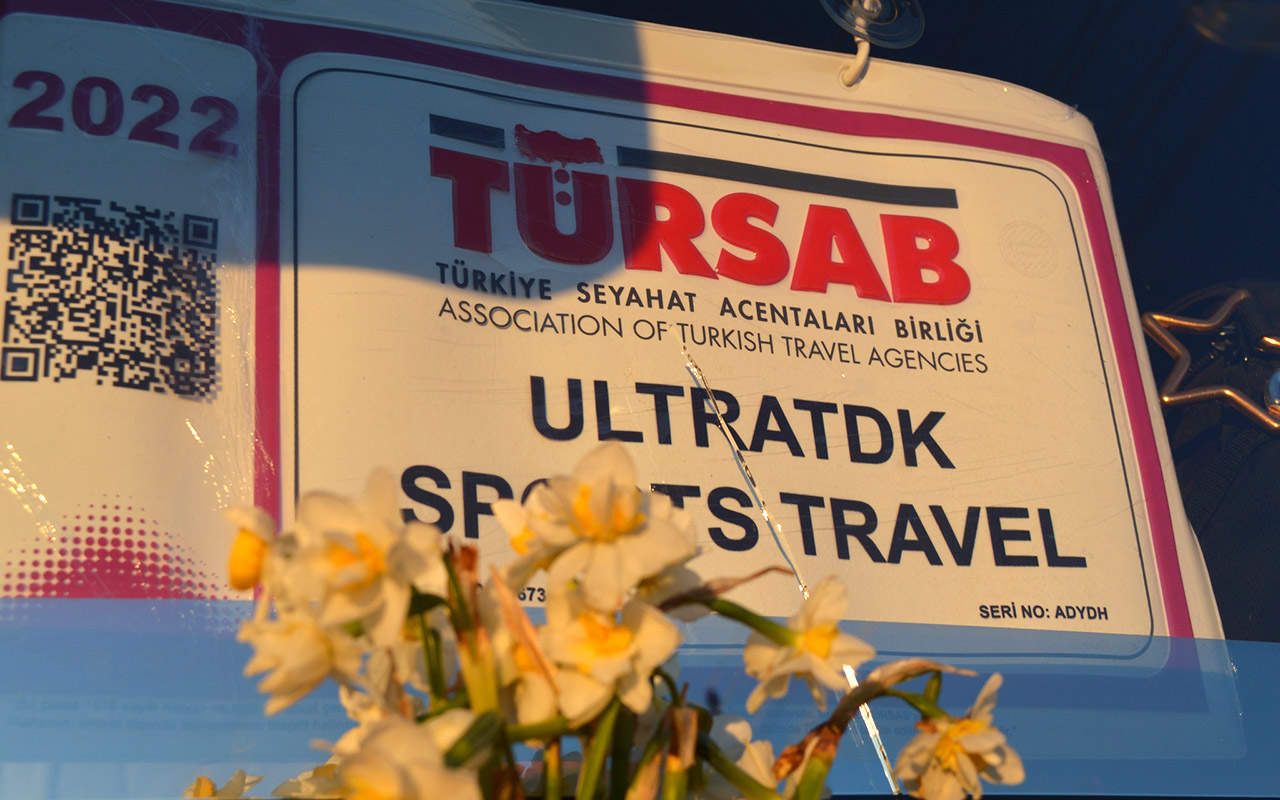 2022
TÜRSAB
TÜRKİYE SEYAHAT ACENTALARI BİRLİĞİ
ASSOCIATION OF TURKISH TRAVEL AGENCIES
ULTRATDK
TRAVEL
SERİ NO: ADYDH